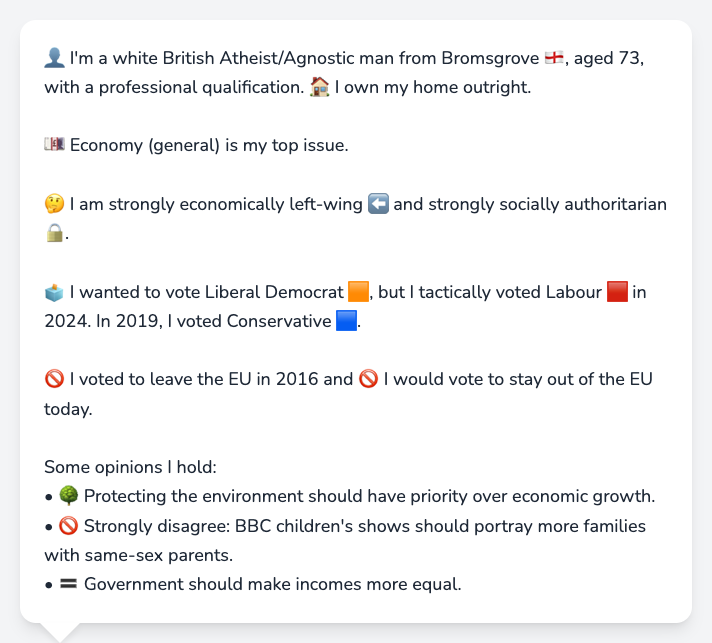 👤 I'm a white British Atheist/Agnostic man from Bromsgrove 🏴󠁧󠁢󠁥󠁮󠁧󠁿, aged 73,
with a professional qualification. 🏠 I own my home outright.
💷 Economy (general) is my top issue.
🤔 I am strongly economically left-wing ⬅️ and strongly socially authoritarian
🔒.
🗳️ I wanted to vote Liberal Democrat 🟧, but I tactically voted Labour 🟥 in
2024. In 2019, I voted Conservative 🟦.
🚫 I voted to leave the EU in 2016 and 🚫 I would vote to stay out of the EU
today.
Some opinions I hold:
• 🌳 Protecting the environment should have priority over economic growth.
• 🚫 Strongly disagree: BBC children's shows should portray more families
with same-sex parents.
• 🟰 Government should make incomes more equal.